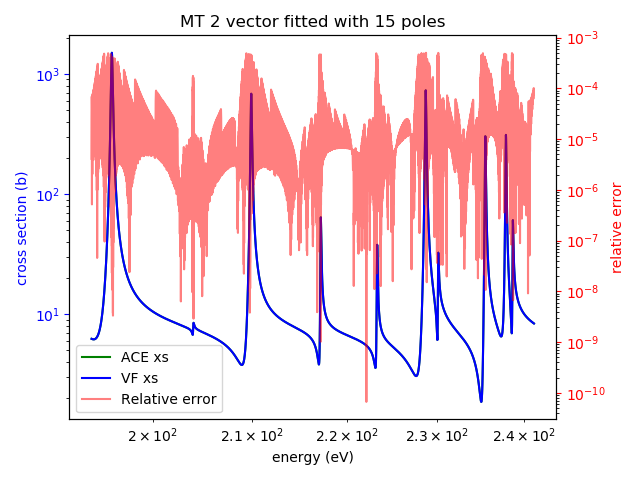 MT 2 vector fitted with 15 poles
10³
10²
10¹
cross section (b)
10⁻³
10⁻⁴
10⁻⁵
10⁻⁶
10⁻⁷
10⁻⁸
10⁻⁹
10⁻¹⁰
relative error
ACE xs
VF xs
Relative error
2 × 10² 2.1 × 10² 2.2 × 10² 2.3 × 10² 2.4 × 10²
energy (eV)